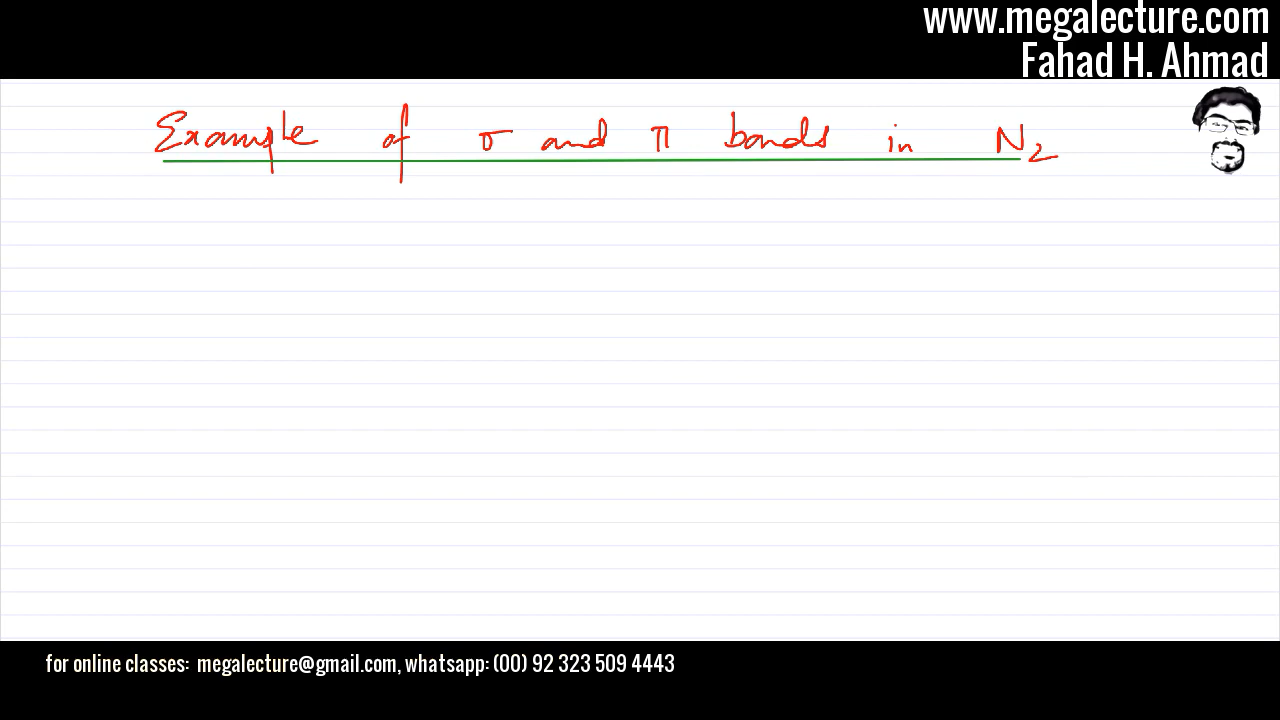 www.megalecture.com
Fahad H. Ahmad
Example of σ and π bonds in N2
for online classes: megalecture@gmail.com, whatsapp: (00) 92 323 509 4443